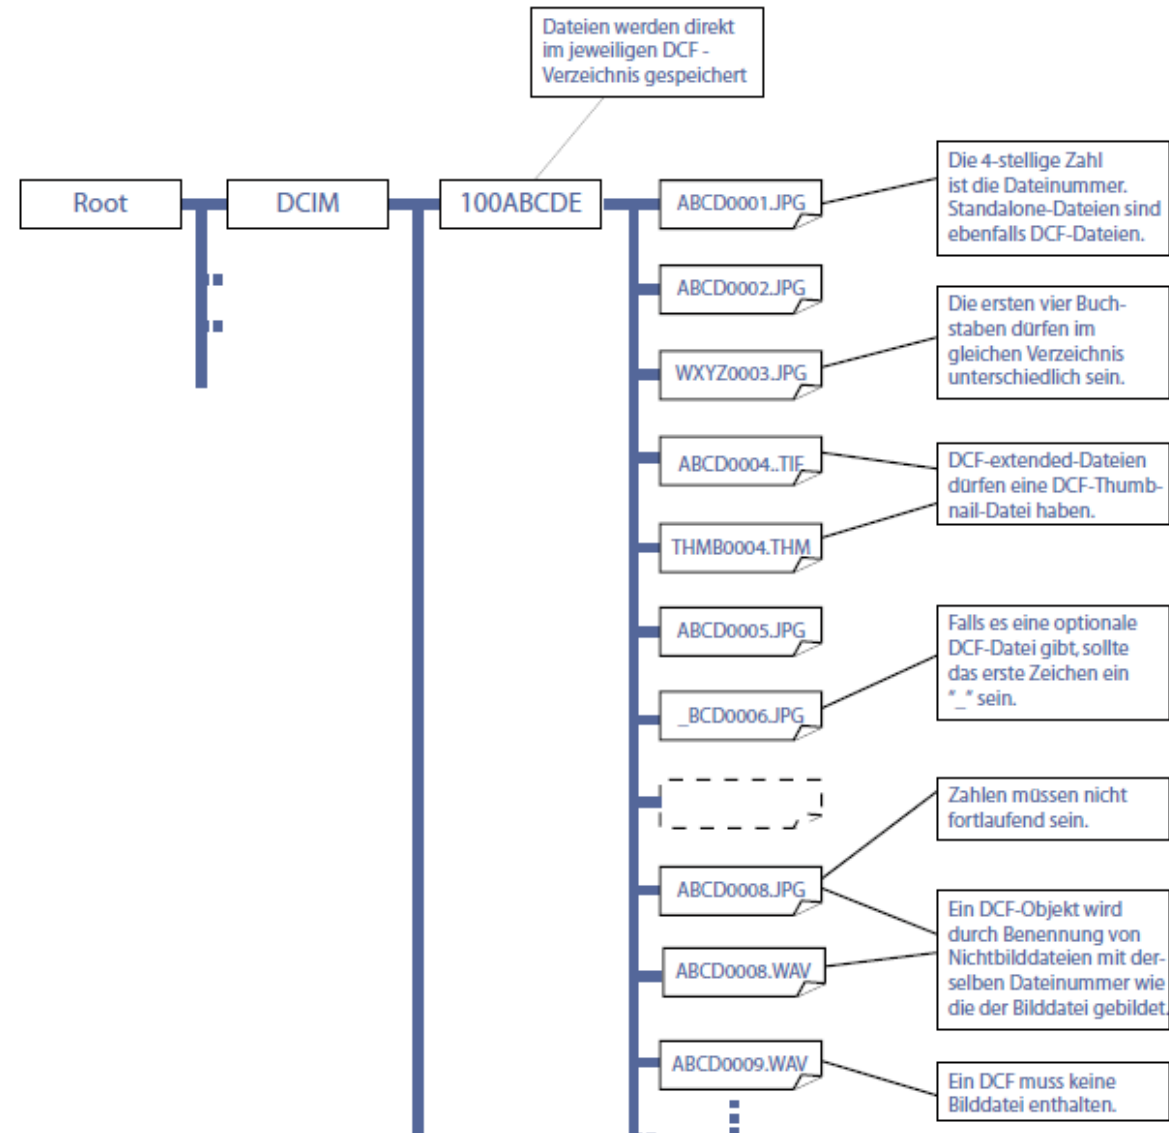 Dateien werden direkt
im jeweiligen DCF -
Verzeichnis gespeichert
Root
DCIM
100ABCDE
ABCD0001.JPG
Die 4-stellige Zahl
ist die Dateinummer.
Standalone-Dateien sind
ebenfalls DCF-Dateien.
ABCD0002.JPG
Die ersten vier Buch-
staben dürfen im
gleichen Verzeichnis
unterschiedlich sein.
WXYZ0003.JPG
ABCD0004..TIF
DCF-extended-Dateien
dürfen eine DCF-Thumb-
nail-Datei haben.
THMB0004.THM
ABCD0005.JPG
Falls es eine optionale
DCF-Datei gibt, sollte
das erste Zeichen ein
"_" sein.
_BCD0006.JPG
Zahlen müssen nicht
fortlaufend sein.
ABCD0008.JPG
Ein DCF-Objekt wird
durch Benennung von
Nichtbilddateien mit der-
selben Dateinummer wie
die der Bilddatei gebildet.
ABCD0008.WAV
ABCD0009.WAV
Ein DCF muss keine
Bilddatei enthalten.